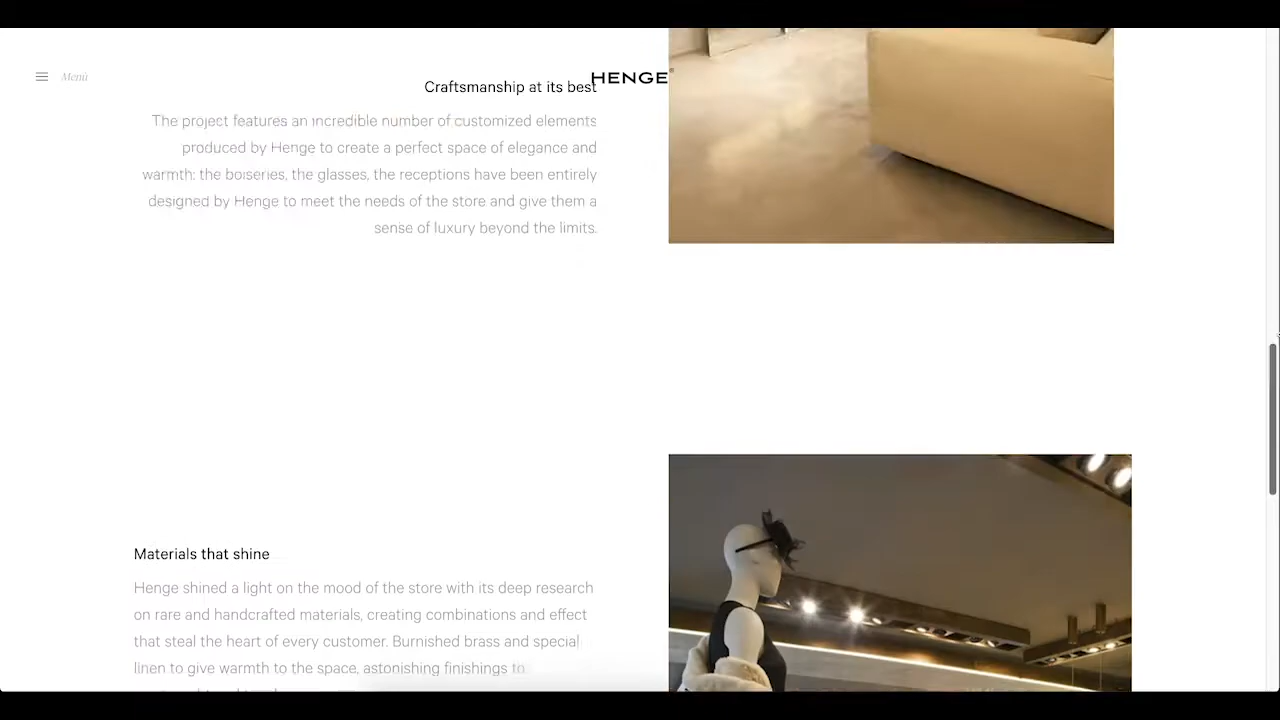 Menù
HENGE
Craftsmanship at its best
The project features an incredible number of customized elements
produced by Henge to create a perfect space of elegance and
warmth: the boiseries, the glasses, the receptions have been entirely
designed by Henge to meet the needs of the store and give them a
sense of luxury beyond the limits.
Materials that shine
Henge shined a light on the mood of the store with its deep research
on rare and handcrafted materials, creating combinations and effect
that steal the heart of every customer. Burnished brass and special
linen to give warmth to the space, astonishing finishings to